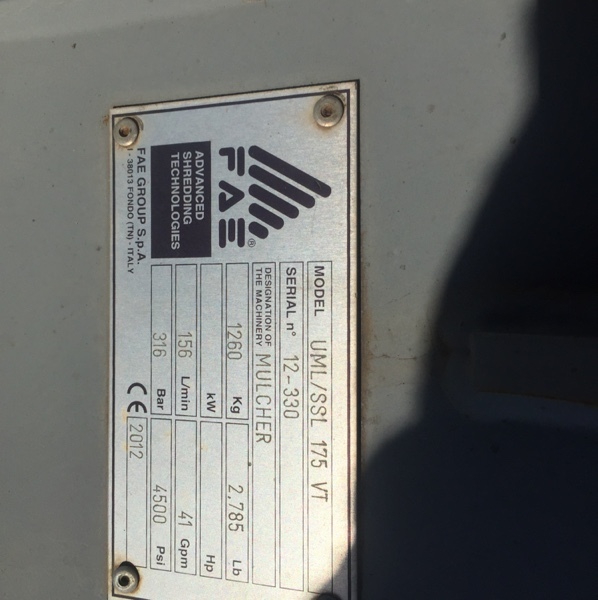 FAE®
ADVANCED
SHREDDING
TECHNOLOGIES
FAE GROUP S.p.A.
I - 38013 FONDO (TN) - ITALY
MODEL UML/SSL 175 VT
SERIAL n° 12-330
DESIGNATION OF
THE MACHINERY MULCHER
1260 Kg 2.785 Lb
kW Hp
156 L/min 41 Gpm
316 Bar 4500 Psi
CE 2012